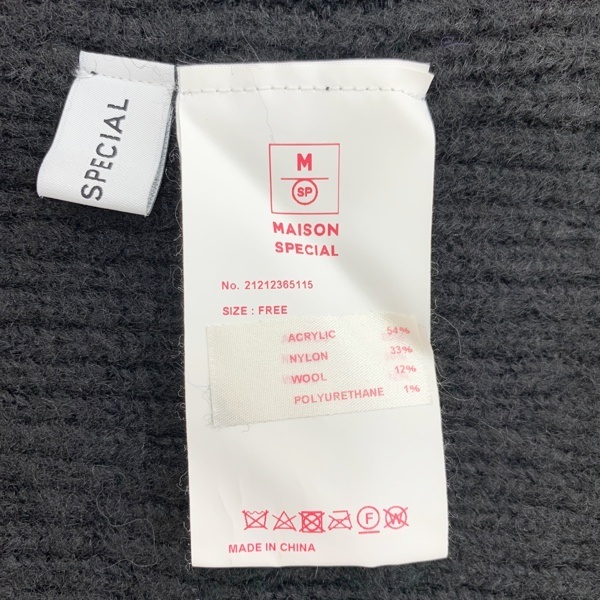 SPECIAL
M
SP
MAISON
SPECIAL
No. 21212365115
SIZE : FREE
ACRYLIC 54%
NYLON 33%
WOOL 12%
POLYURETHANE 1%
F
W
MADE IN CHINA